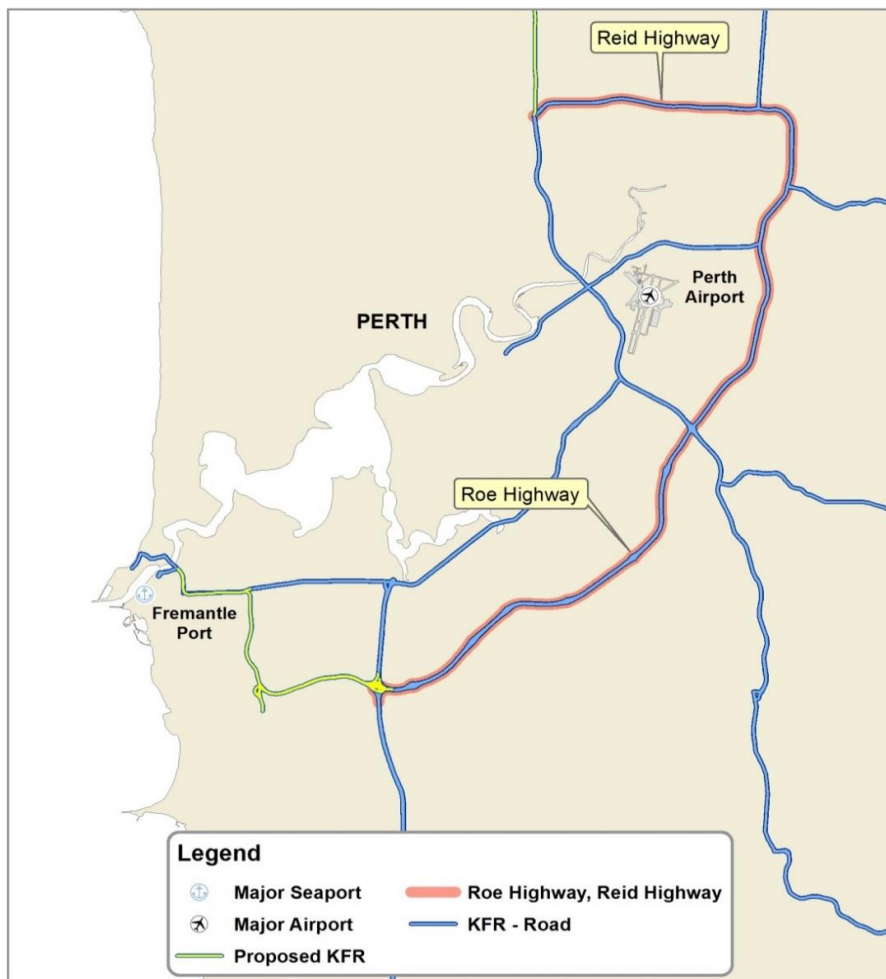 Reid Highway
Perth
Airport
PERTH
Roe Highway
Fremantle
Port
Legend
Major Seaport
Roe Highway, Reid Highway
Major Airport
KFR - Road
Proposed KFR